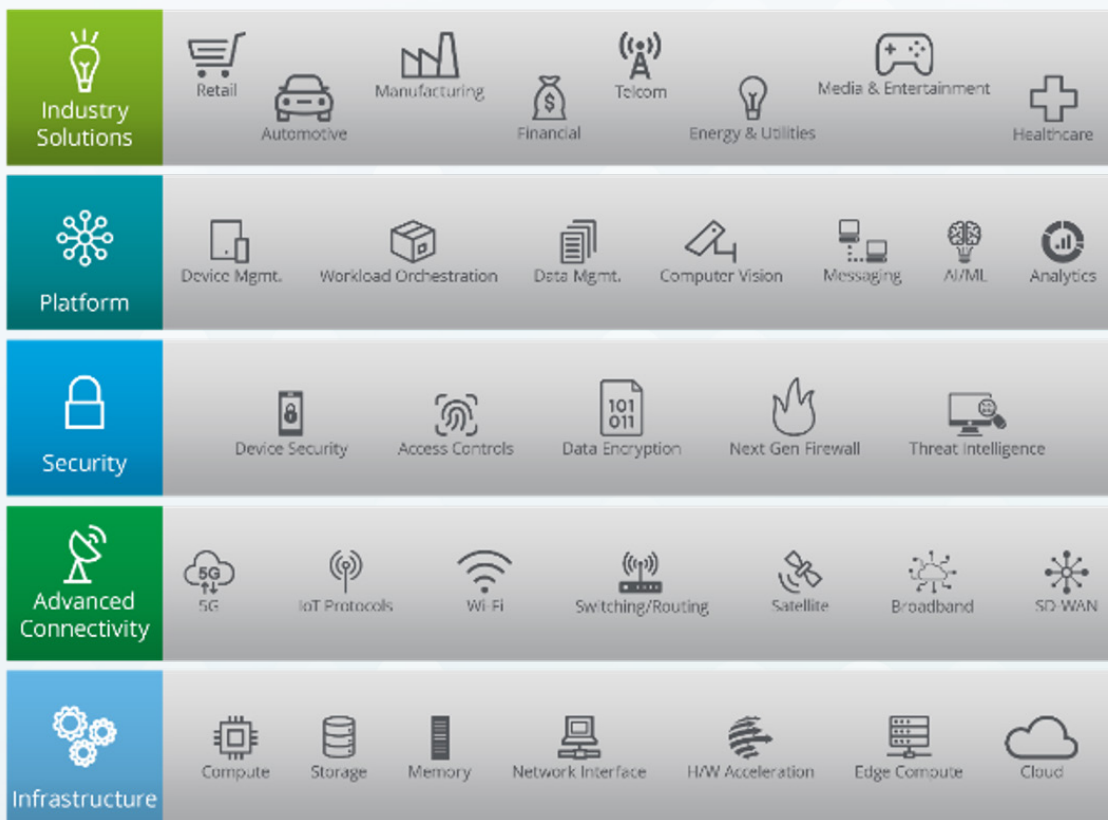 Industry
Solutions
Retail
Automotive
Manufacturing
Financial
Telcom
Energy & Utilities
Media & Entertainment
Healthcare
Platform
Device Mgmt.
Workload Orchestration
Data Mgmt.
Computer Vision
Messaging
AI/ML
Analytics
Security
Device Security
Access Controls
101
011
Data Encryption
Next Gen Firewall
Threat Intelligence
Advanced
Connectivity
5G
5G
IoT Protocols
Wi-Fi
Switching/Routing
Satellite
Broadband
SD-WAN
Infrastructure
Compute
Storage
Memory
Network Interface
H/W Acceleration
Edge Compute
Cloud